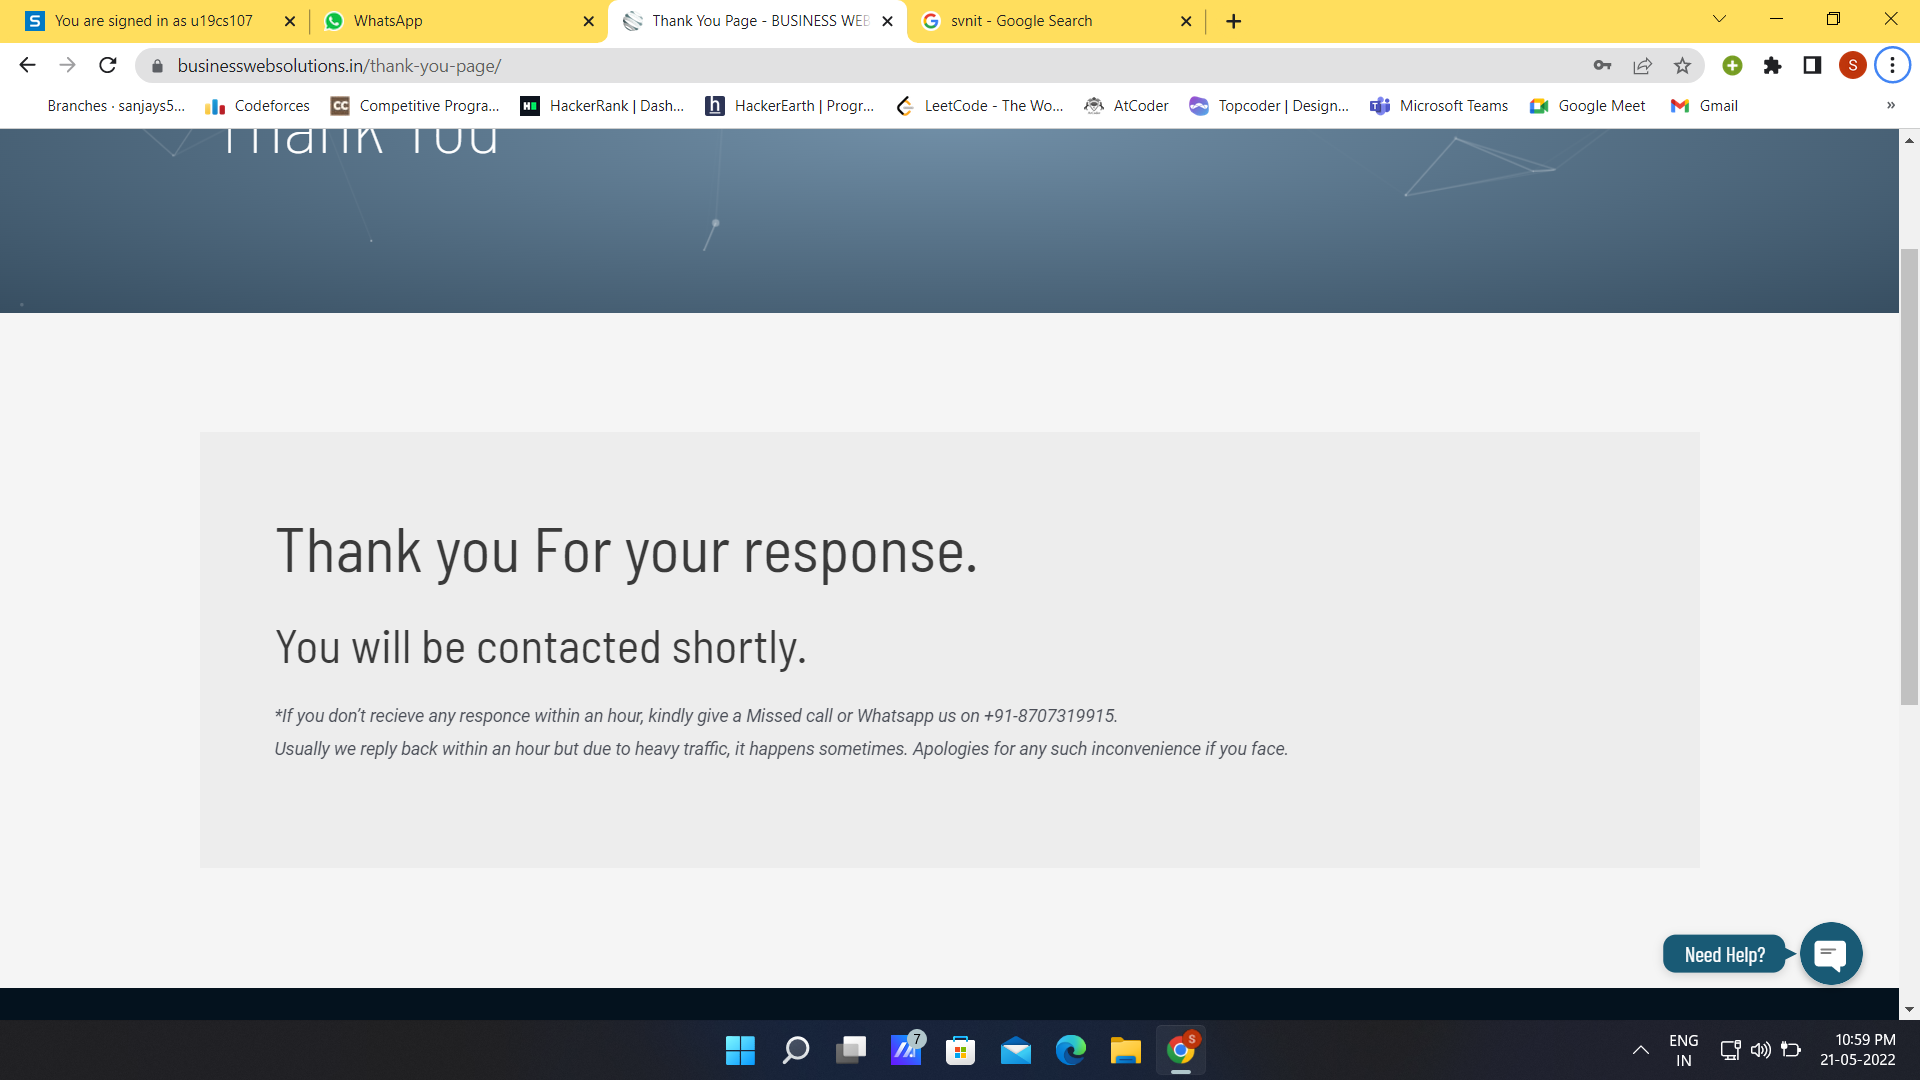 You are signed in as u19cs107
WhatsApp
Thank You Page - BUSINESS WEB
svnit - Google Search
businesswebsolutions.in/thank-you-page/
S
Branches · sanjays5...
Codeforces
Competitive Progra...
HackerRank | Dash...
HackerEarth | Progr...
LeetCode - The Wo...
AtCoder
Topcoder | Design...
Microsoft Teams
Google Meet
Gmail
»
Thank You
Thank you For your response.
You will be contacted shortly.
*If you don’t recieve any responce within an hour, kindly give a Missed call or Whatsapp us on +91-8707319915.
Usually we reply back within an hour but due to heavy traffic, it happens sometimes. Apologies for any such inconvenience if you face.
Need Help?
7
S
ENG
IN
10:59 PM
21-05-2022